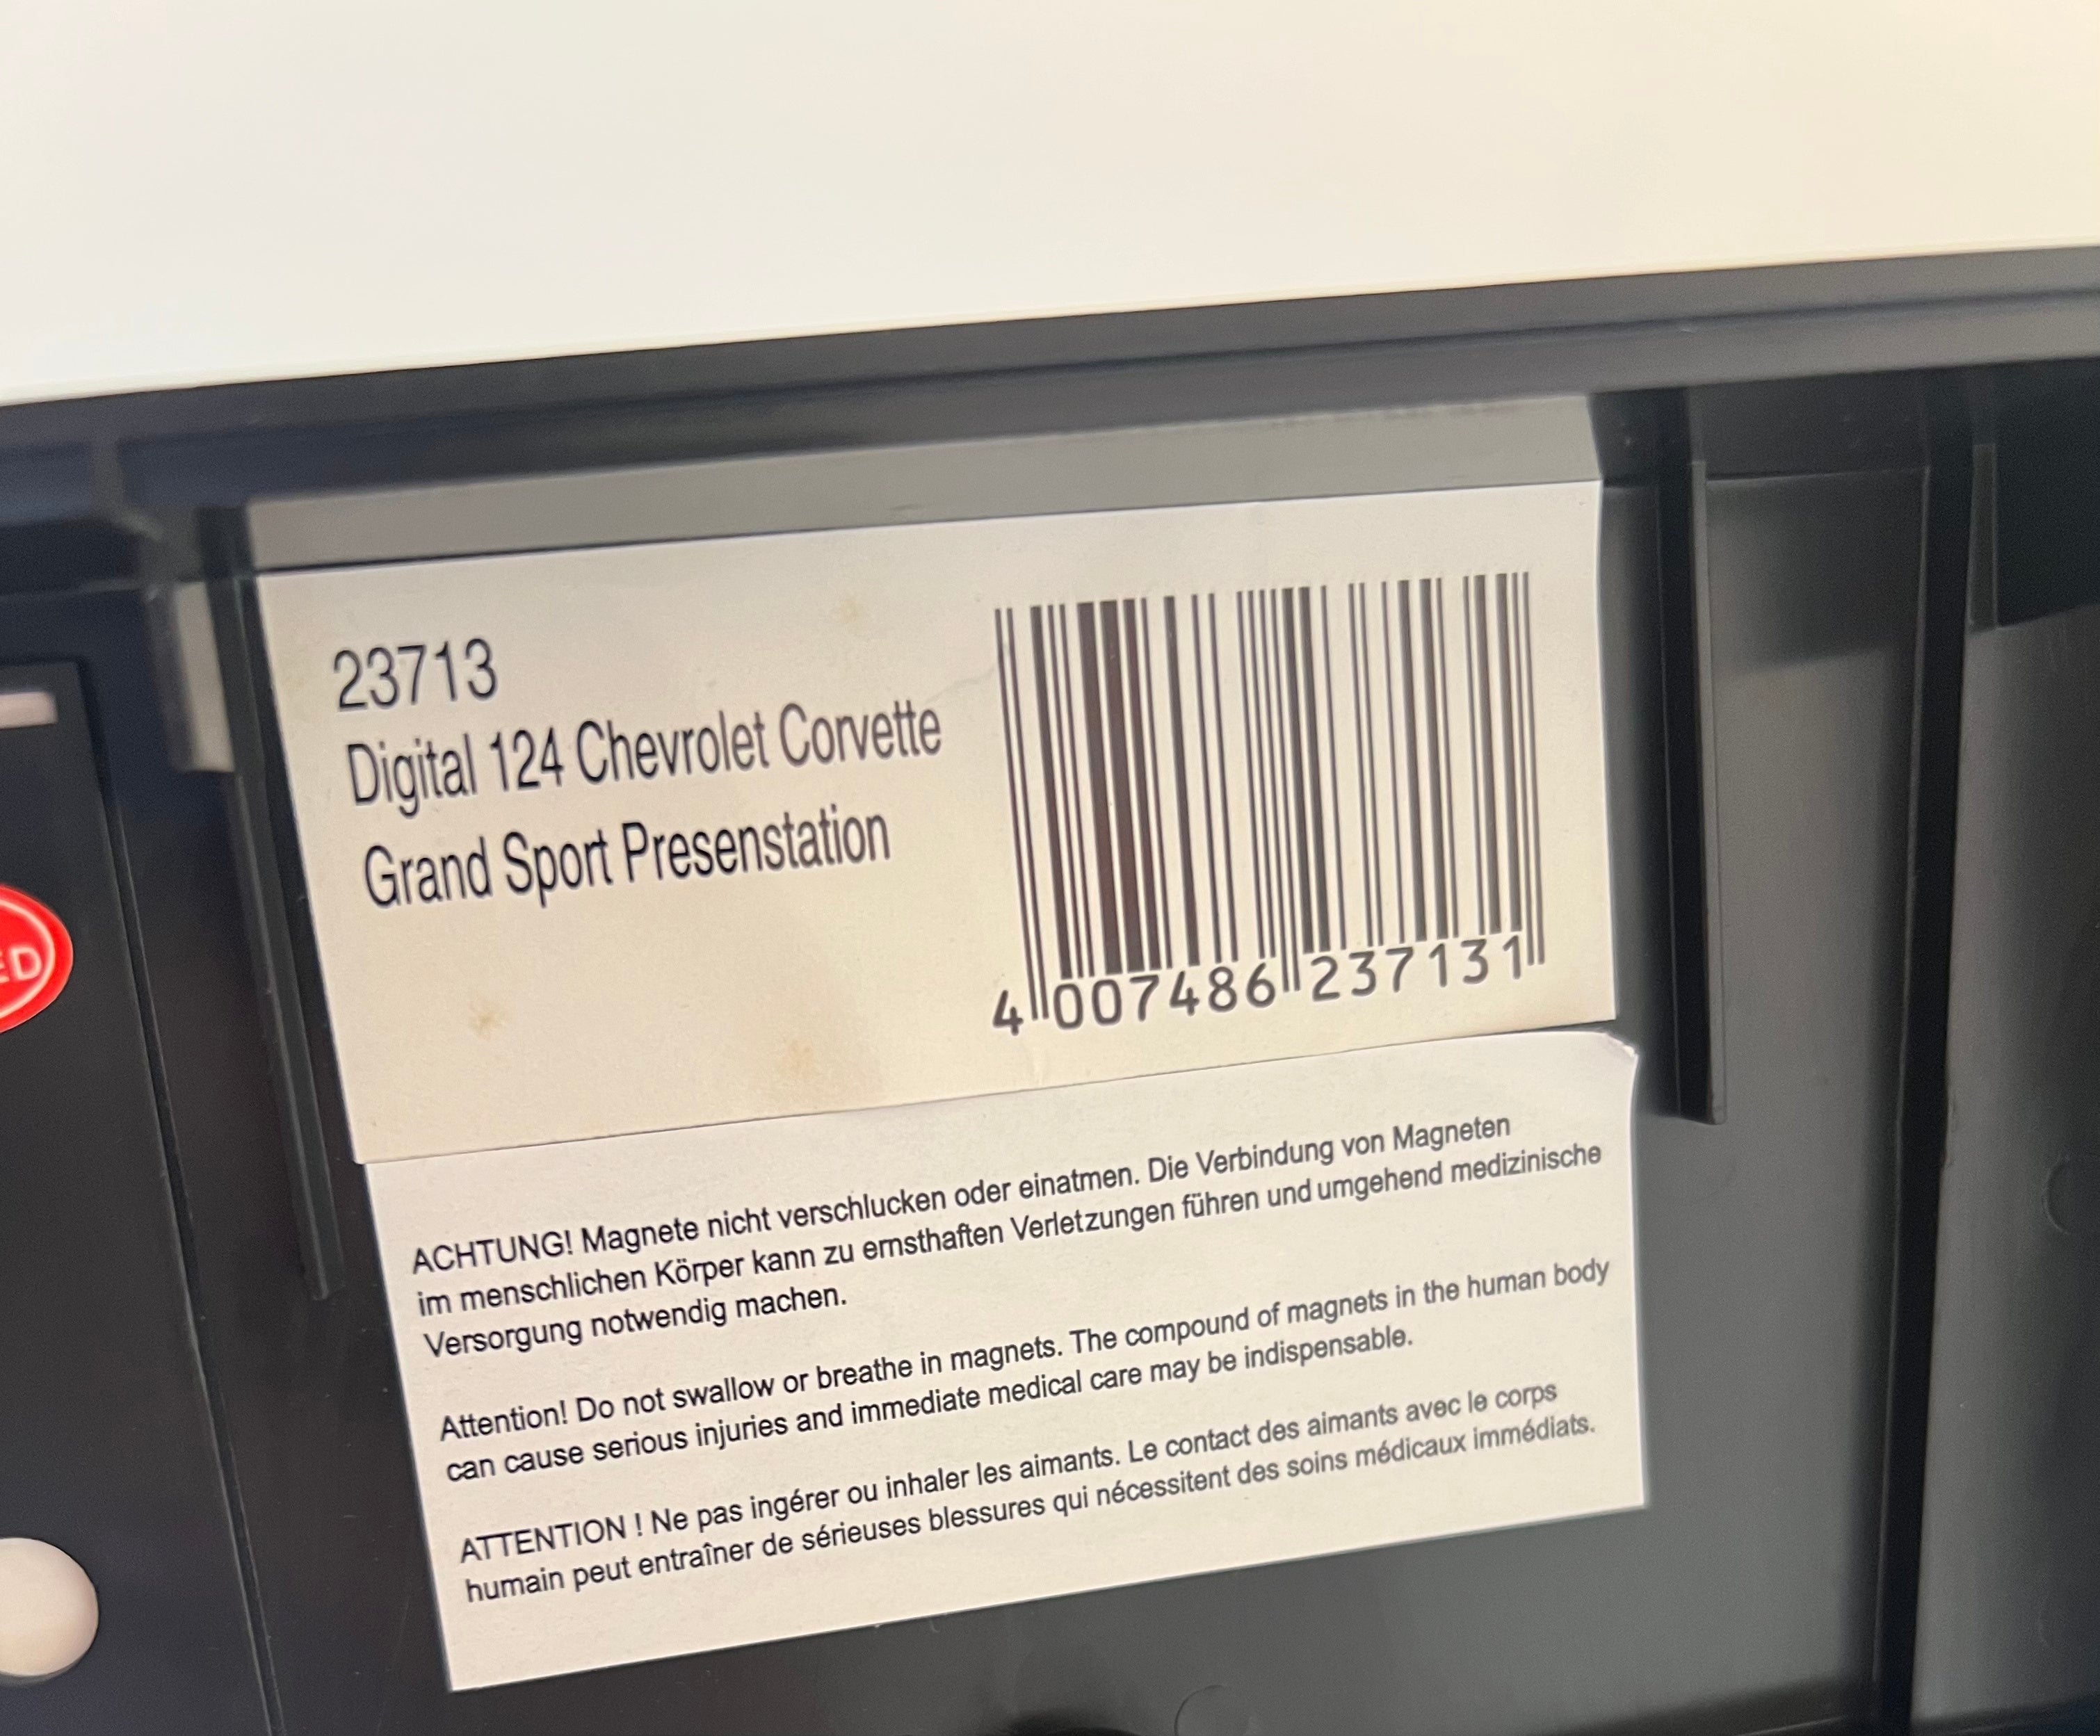 23713
Digital 124 Chevrolet Corvette
Grand Sport Presenstation
4 007486 237131
ACHTUNG! Magnete nicht verschlucken oder einatmen. Die Verbindung von Magneten
im menschlichen Körper kann zu ernsthaften Verletzungen führen und umgehend medizinische
Versorgung notwendig machen.
Attention! Do not swallow or breathe in magnets. The compound of magnets in the human body
can cause serious injuries and immediate medical care may be indispensable.
ATTENTION ! Ne pas ingérer ou inhaler les aimants. Le contact des aimants avec le corps
humain peut entraîner de sérieuses blessures qui nécessitent des soins médicaux immédiats.